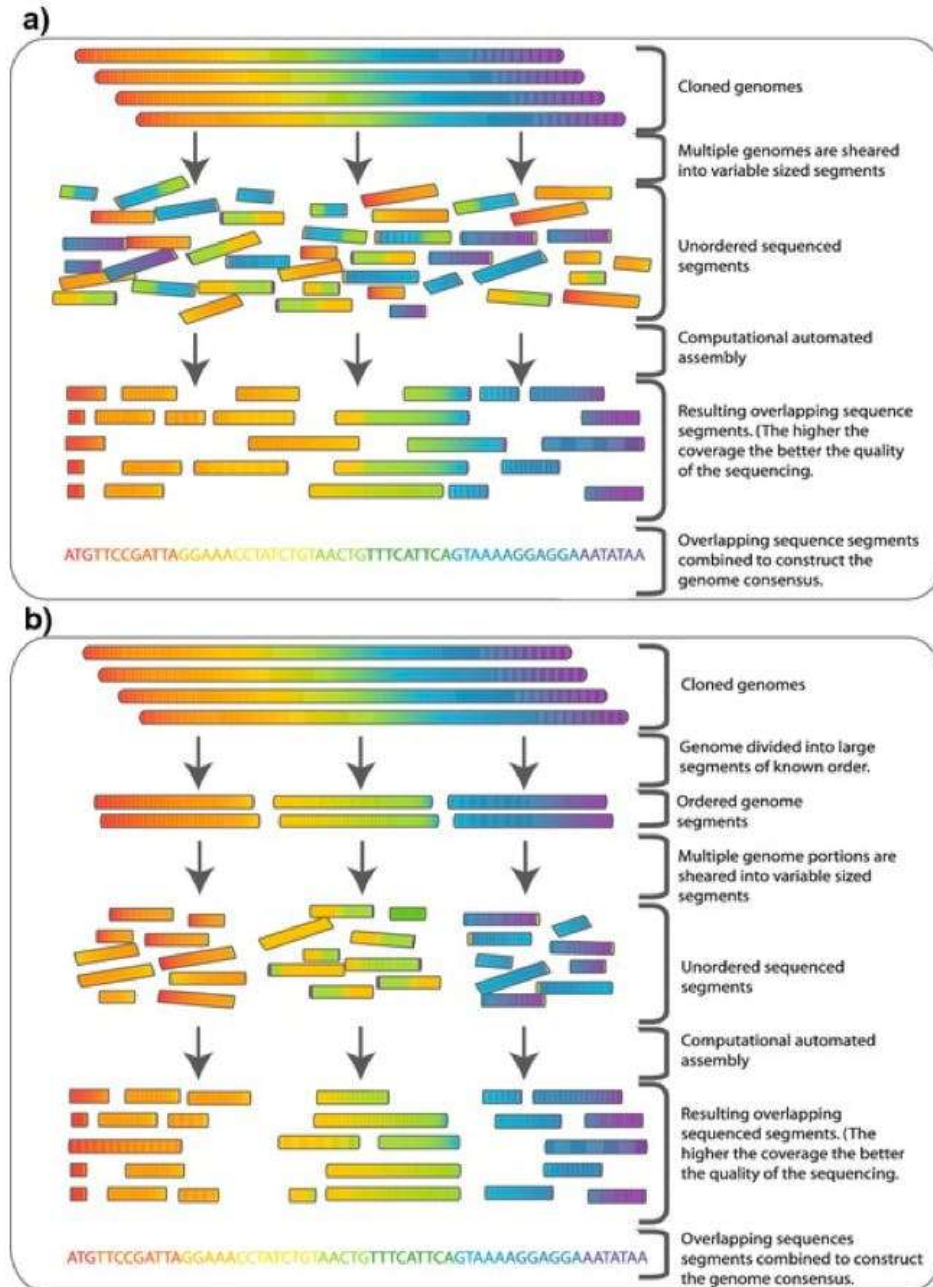 a)
Cloned genomes
Multiple genomes are sheared
into variable sized segments
Unordered sequenced
segments
Computational automated
assembly
Resulting overlapping sequence
segments. (The higher the
coverage the better the quality
of the sequencing.
ATGTTCCGATTAGGAAACCTATCTGTAACTGTTTCATTCAGTAAAAGGAGGAAATATAA
Overlapping sequence segments
combined to construct the
genome consensus.
b)
Cloned genomes
Genome divided into large
segments of known order.
Ordered genome
segments
Multiple genome portions are
sheared into variable sized
segments
Unordered sequenced
segments
Computational automated
assembly
Resulting overlapping
sequenced segments. (The
higher the coverage the better
the quality of the sequencing.
ATGTTCCGATTAGGAAACCTATCTGTAACTGTTTCATTCAGTAAAAGGAGGAAATATAA
Overlapping sequences
segments combined to construct
the genome consensus.